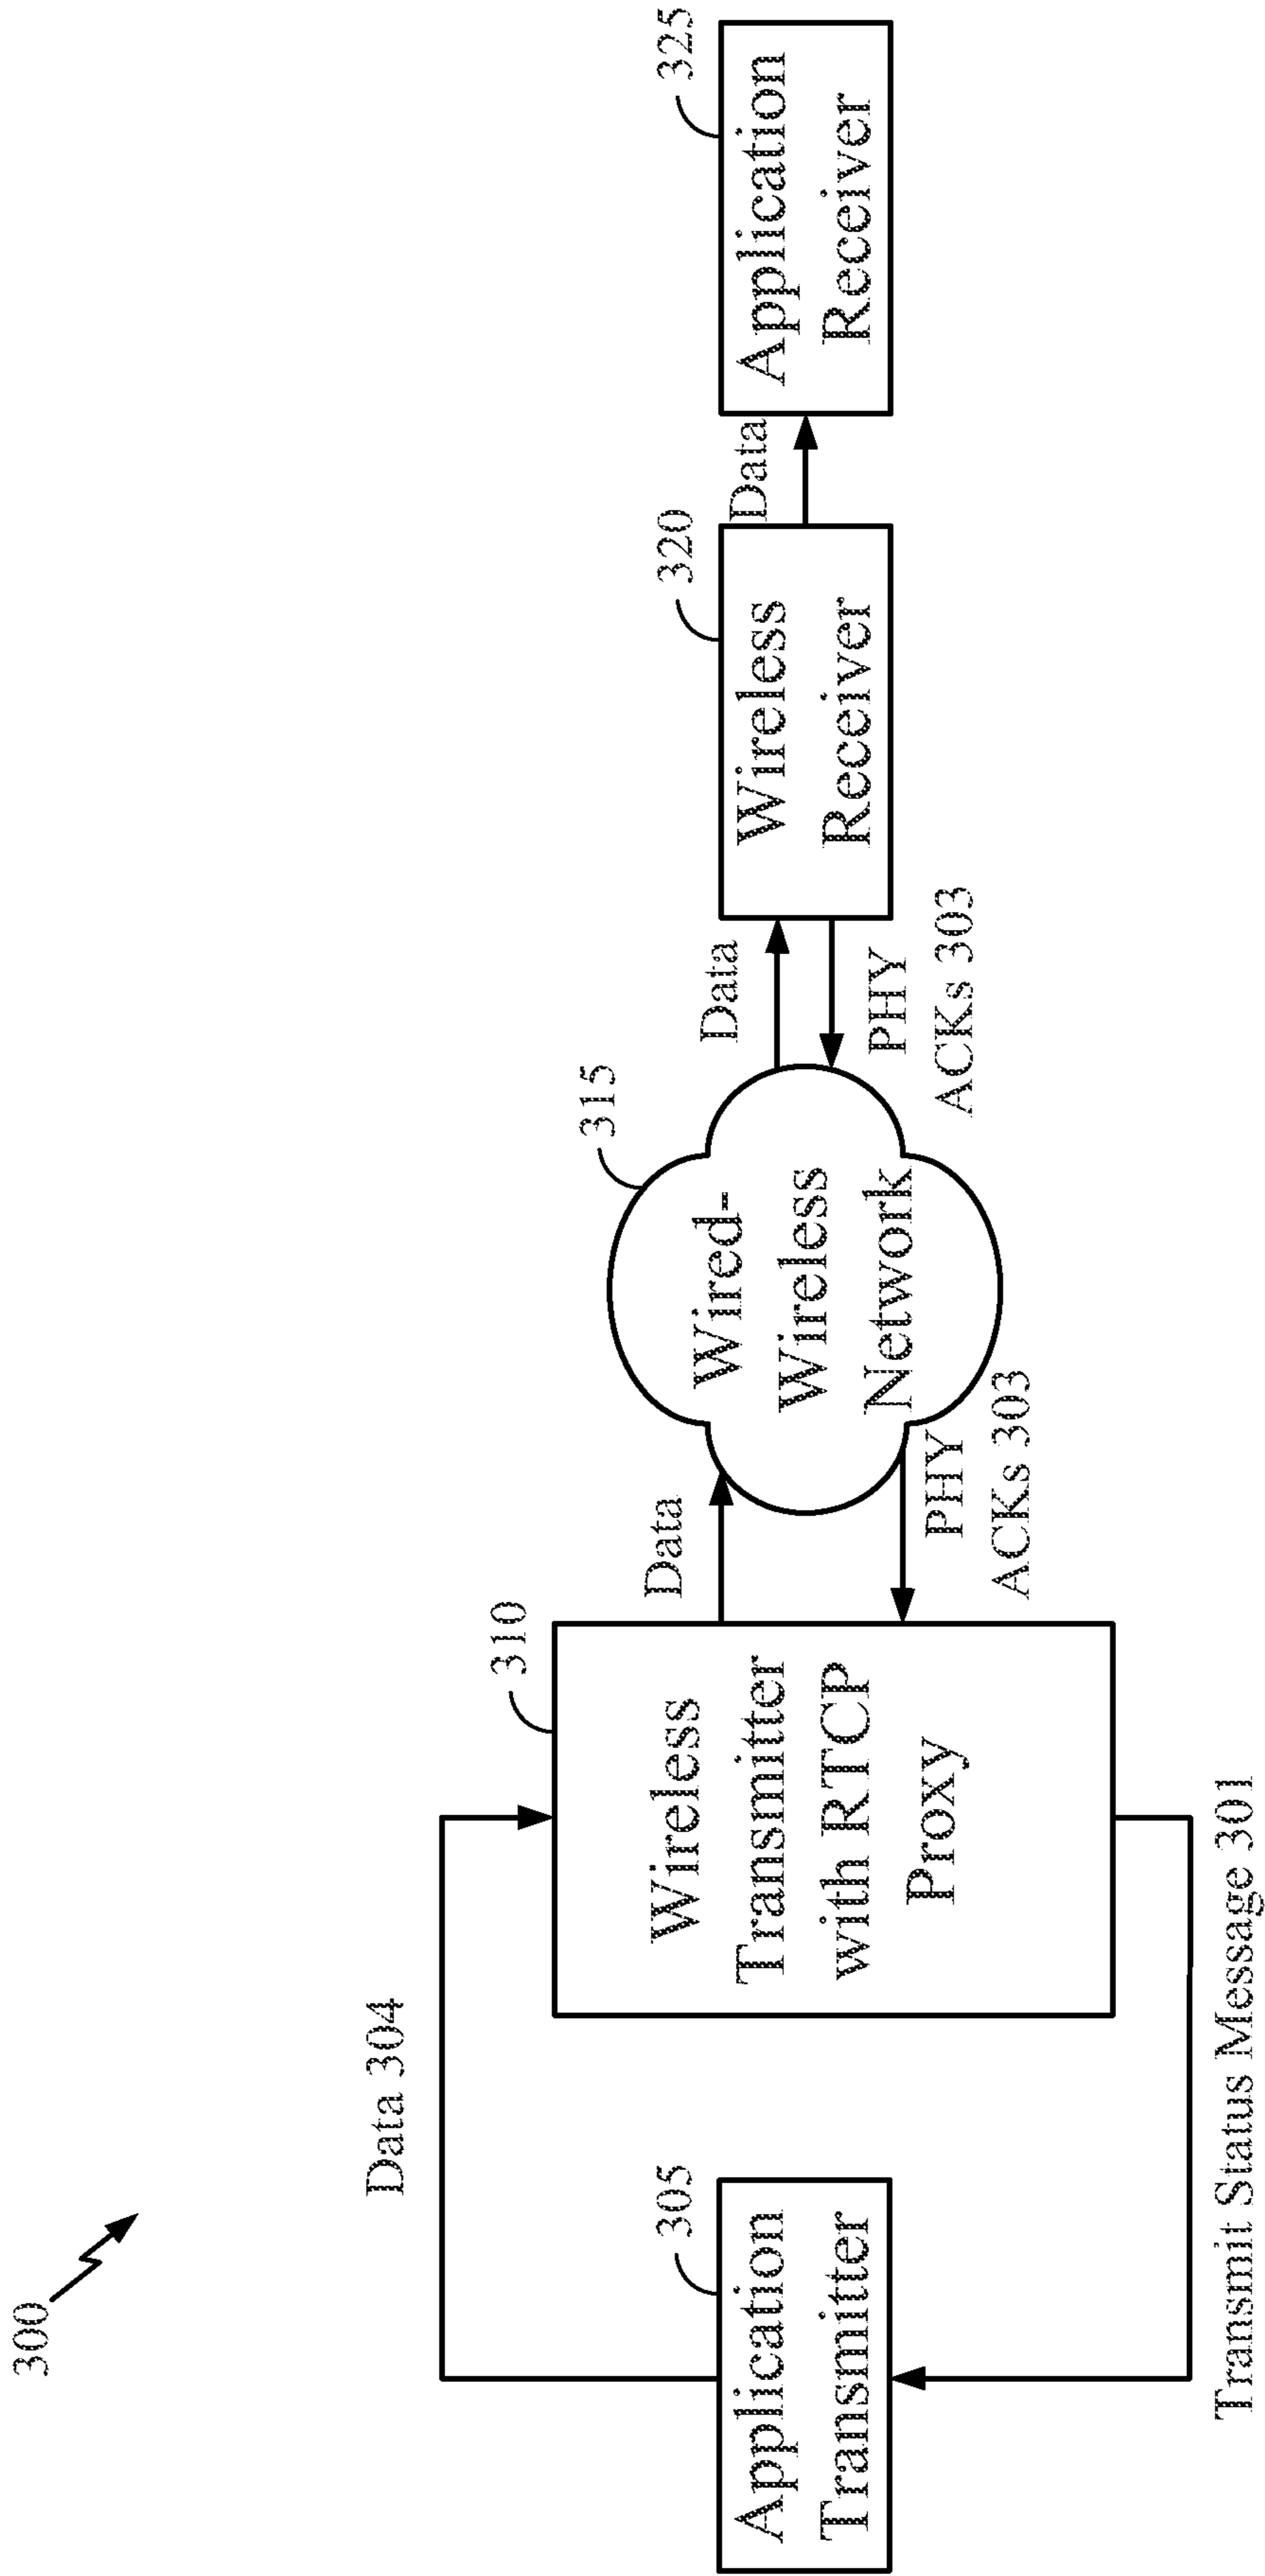 300
Data 304
305
Application
Transmitter
Transmit Status Message 301
310
Wireless
Transmitter
with RTCP
Proxy
Data
PHY
ACKs 303
315
Wired-
Wireless
Network
Data
PHY
ACKs 303
320
Wireless
Receiver
Data
325
Application
Receiver